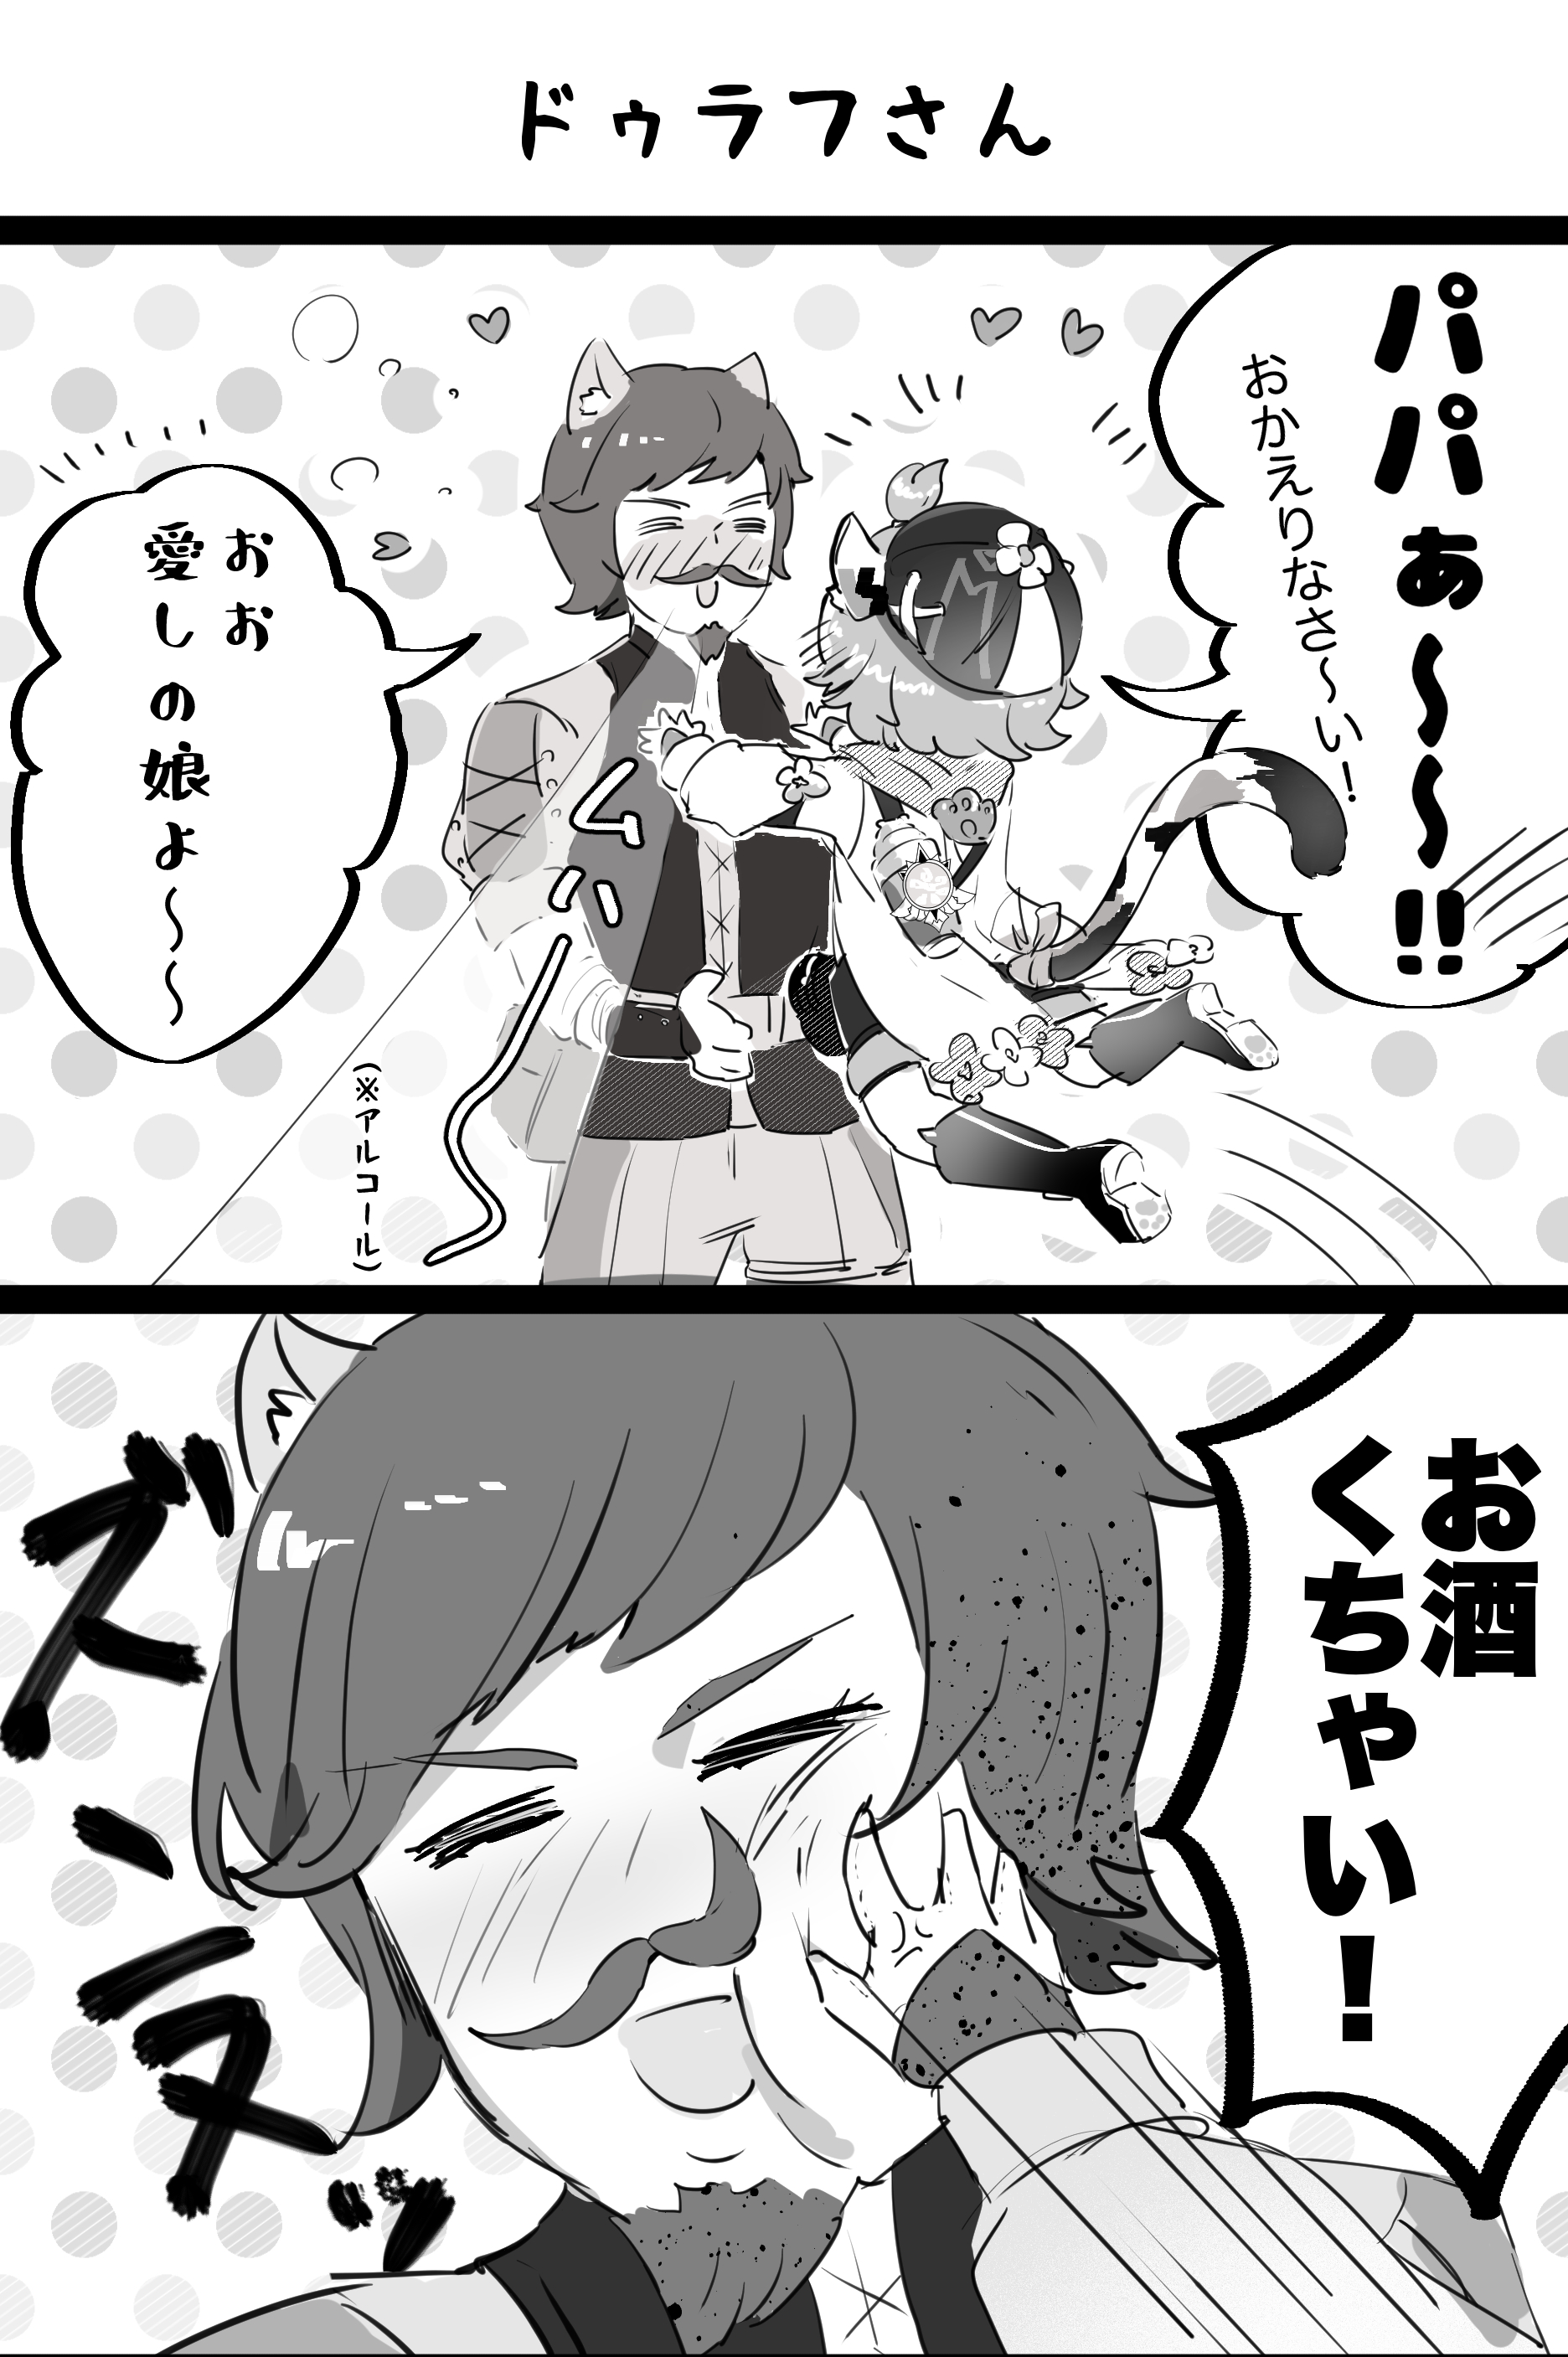 ドゥラフさん
パパぁ〜〜!!
おかえりなさ〜い!
おお
愛しの娘よ〜〜
ムハ〜
(※アルコール)
お酒
くちゃい!
ズドンヌッ